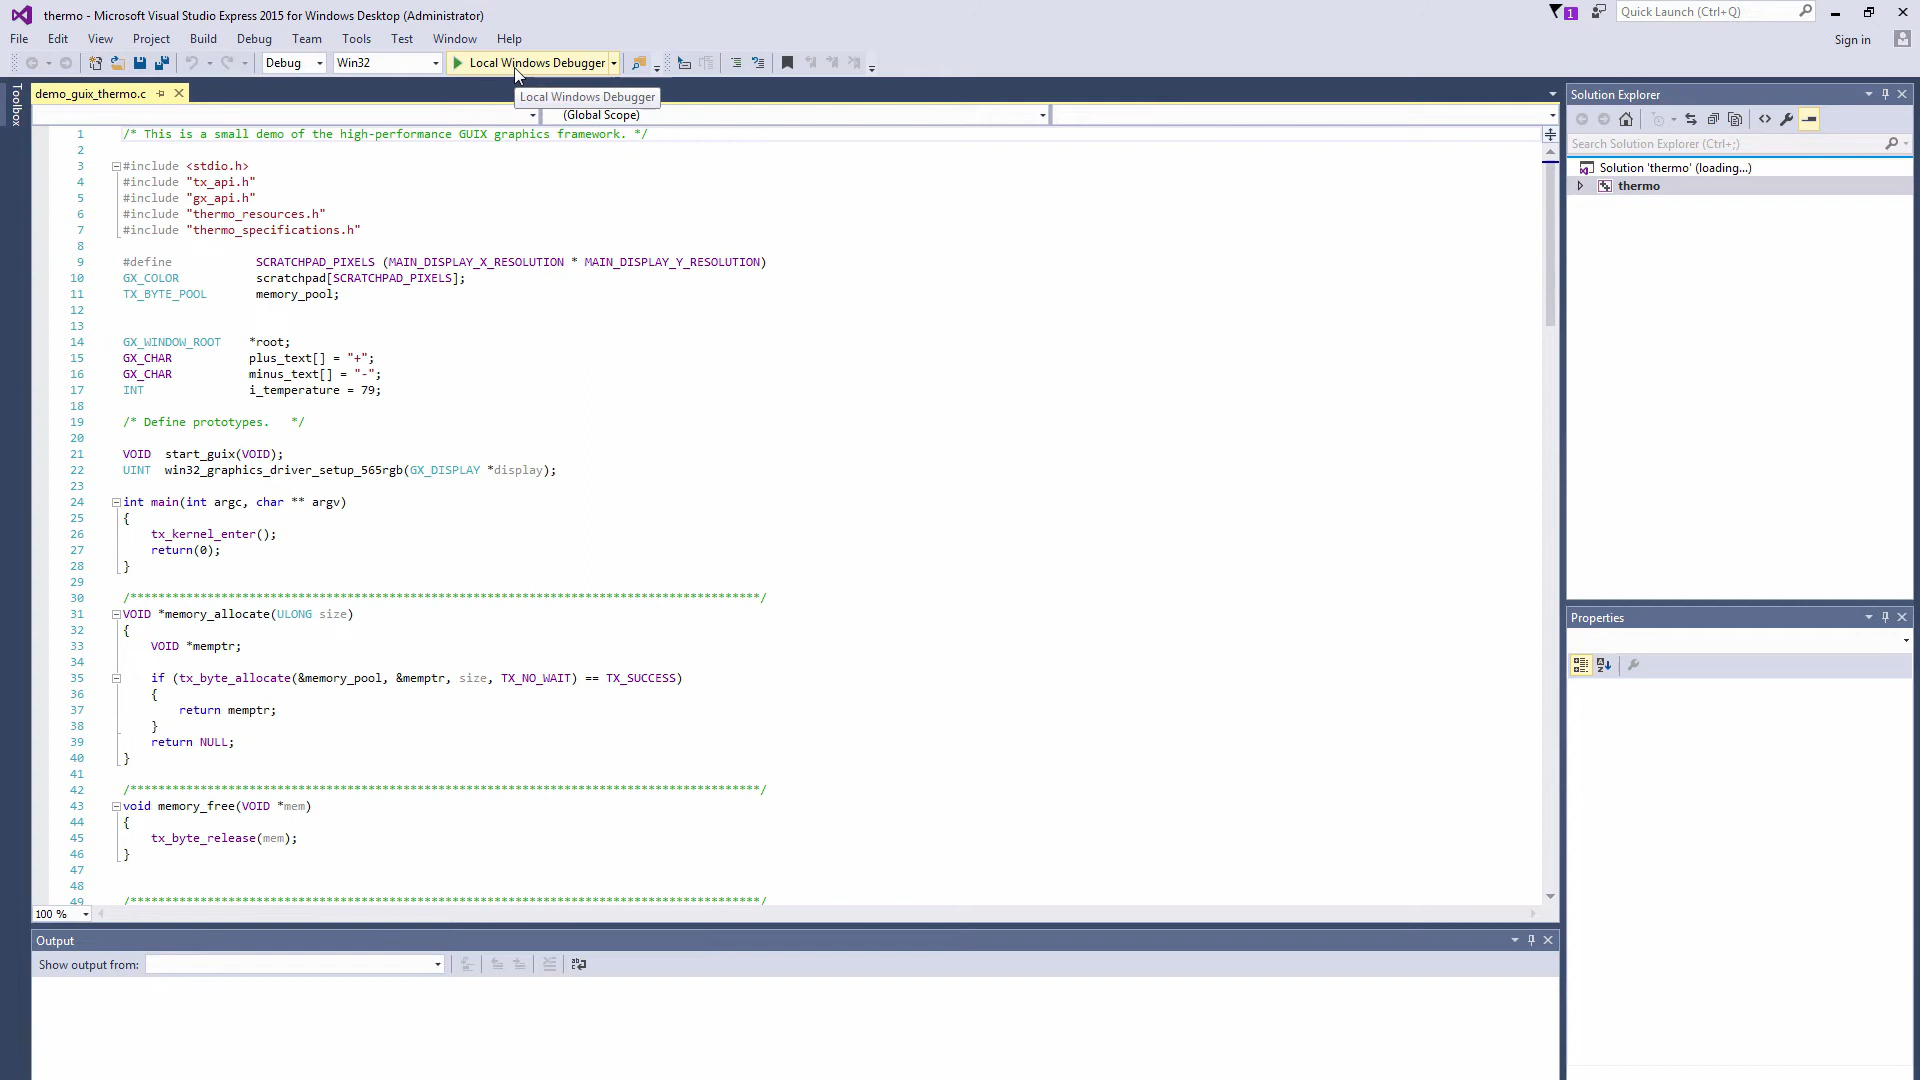 thermo - Microsoft Visual Studio Express 2015 for Windows Desktop (Administrator)
1
Quick Launch (Ctrl+Q)
File Edit View Project Build Debug Team Tools Test Window Help
Sign in
Debug Win32 Local Windows Debugger
Toolbox
demo_guix_thermo.c
Local Windows Debugger
(Global Scope)
1 /* This is a small demo of the high-performance GUIX graphics framework. */
2
3 #include <stdio.h>
4 #include "tx_api.h"
5 #include "gx_api.h"
6 #include "thermo_resources.h"
7 #include "thermo_specifications.h"
8
9 #define SCRATCHPAD_PIXELS (MAIN_DISPLAY_X_RESOLUTION * MAIN_DISPLAY_Y_RESOLUTION)
10 GX_COLOR scratchpad[SCRATCHPAD_PIXELS];
11 TX_BYTE_POOL memory_pool;
12
13
14 GX_WINDOW_ROOT *root;
15 GX_CHAR plus_text[] = "+";
16 GX_CHAR minus_text[] = "-";
17 INT i_temperature = 79;
18
19 /* Define prototypes. */
20
21 VOID start_guix(VOID);
22 UINT win32_graphics_driver_setup_565rgb(GX_DISPLAY *display);
23
24 int main(int argc, char ** argv)
25 {
26 tx_kernel_enter();
27 return(0);
28 }
29
30 /******************************************************************************************/
31 VOID *memory_allocate(ULONG size)
32 {
33 VOID *memptr;
34
35 if (tx_byte_allocate(&memory_pool, &memptr, size, TX_NO_WAIT) == TX_SUCCESS)
36 {
37 return memptr;
38 }
39 return NULL;
40 }
41
42 /******************************************************************************************/
43 void memory_free(VOID *mem)
44 {
45 tx_byte_release(mem);
46 }
47
48
49 /******************************************************************************************/
100 %
Output
Show output from:
Solution Explorer
Search Solution Explorer (Ctrl+;)
Solution 'thermo' (loading...)
thermo
Properties